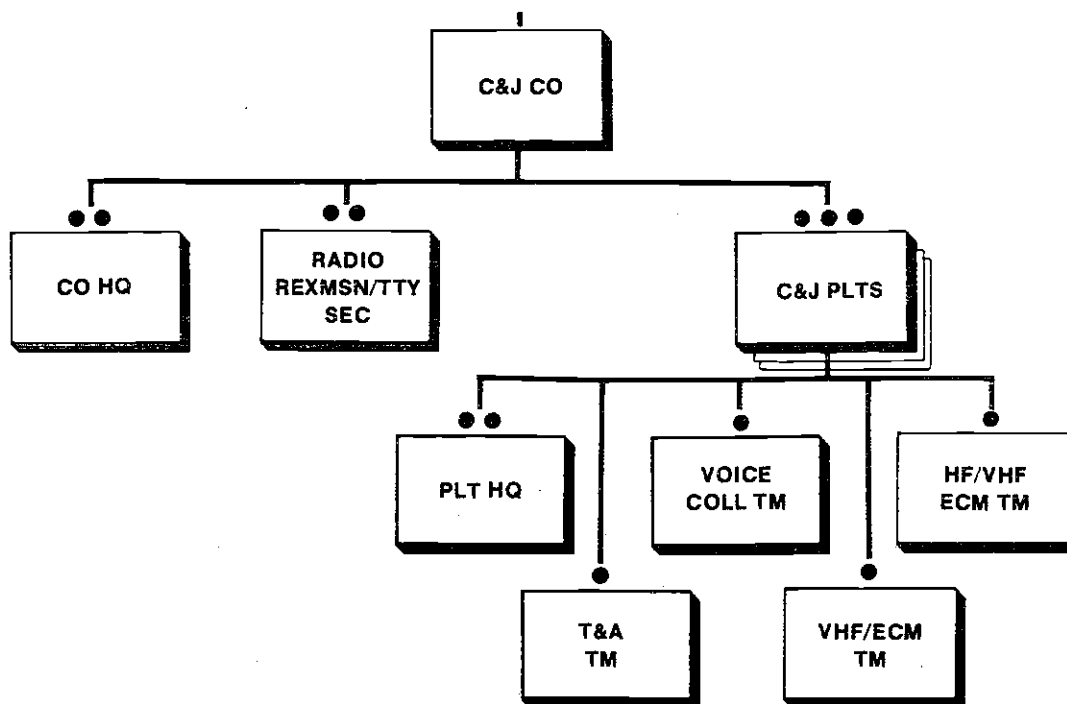 C&J CO
CO HQ
RADIO
REXMSN/TTY
SEC
C&J PLTS
PLT HQ
VOICE
COLL TM
HF/VHF
ECM TM
T&A
TM
VHF/ECM
TM